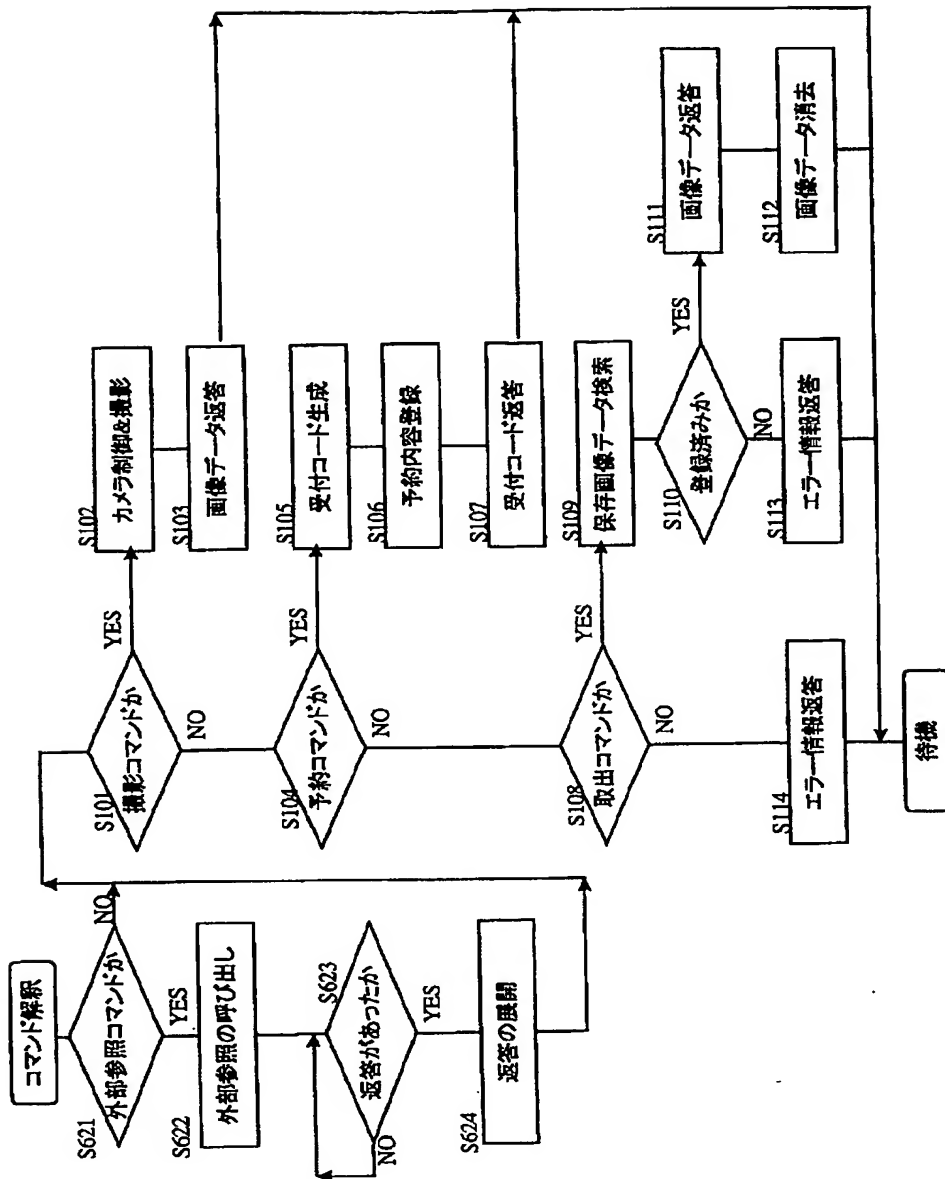 コマンド解釈
S621
外部参照コマンドか
NO
YES
S622
外部参照の呼び出し
S623
返答があったか
NO
YES
S624
返答の展開
S101
撮影コマンドか
YES
NO
S102
カメラ制御&撮影
S103
画像データ返答
S104
予約コマンドか
YES
NO
S105
受付コード生成
S106
予約内容登録
S107
受付コード返答
S108
取出コマンドか
YES
NO
S109
保存画像データ検索
S110
登録済みか
YES
NO
S111
画像データ返答
S112
画像データ消去
S113
エラー情報返答
S114
エラー情報返答
待機